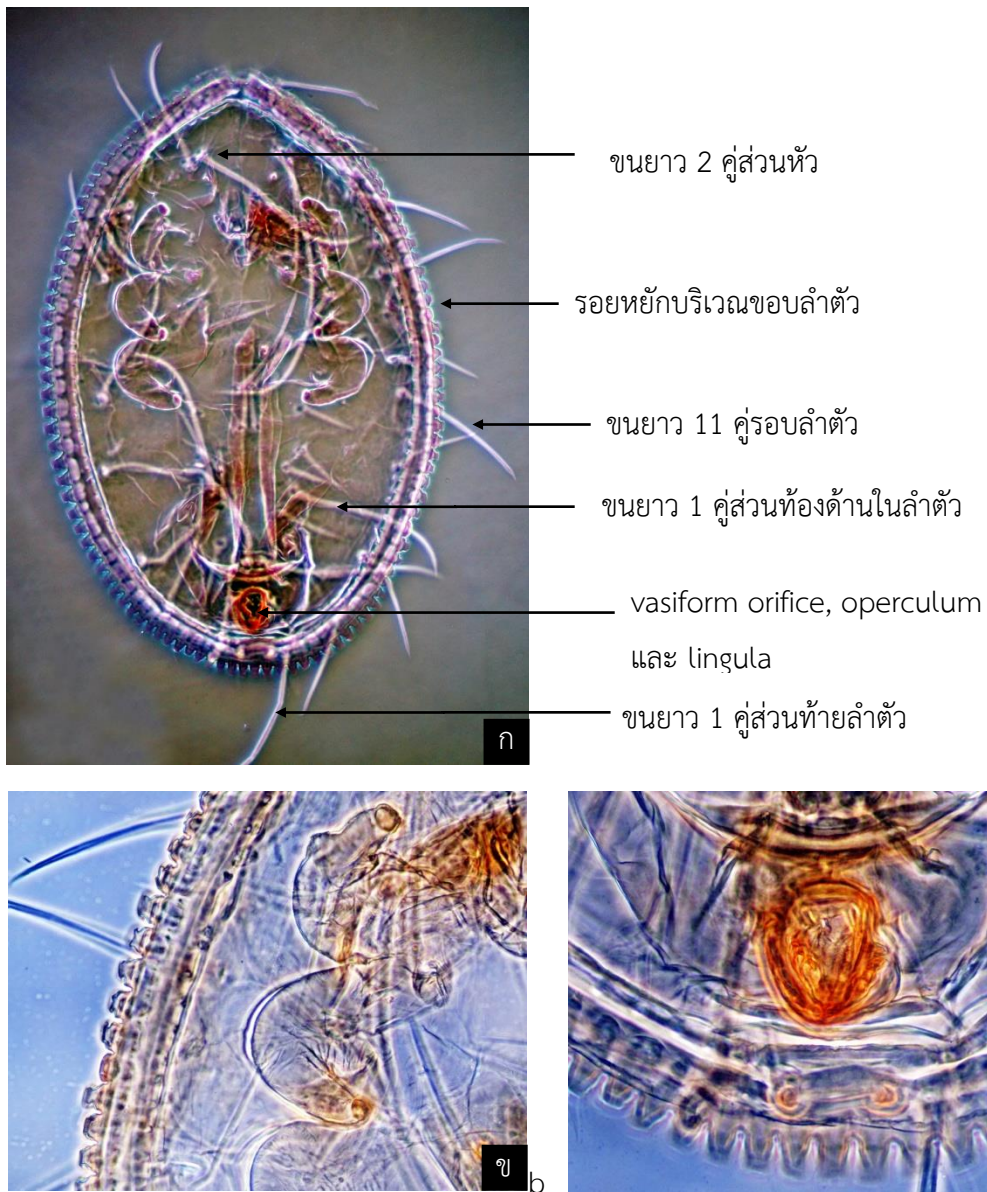 ขนยาว 2 คู่ส่วนหัว
รอยหยักบริเวณขอบลำตัว
ขนยาว 11 คู่รอบลำตัว
ขนยาว 1 คู่ส่วนท้องด้านในลำตัว
vasiform orifice, operculum
และ lingula
ขนยาว 1 คู่ส่วนท้ายลำตัว
ก
ข
b